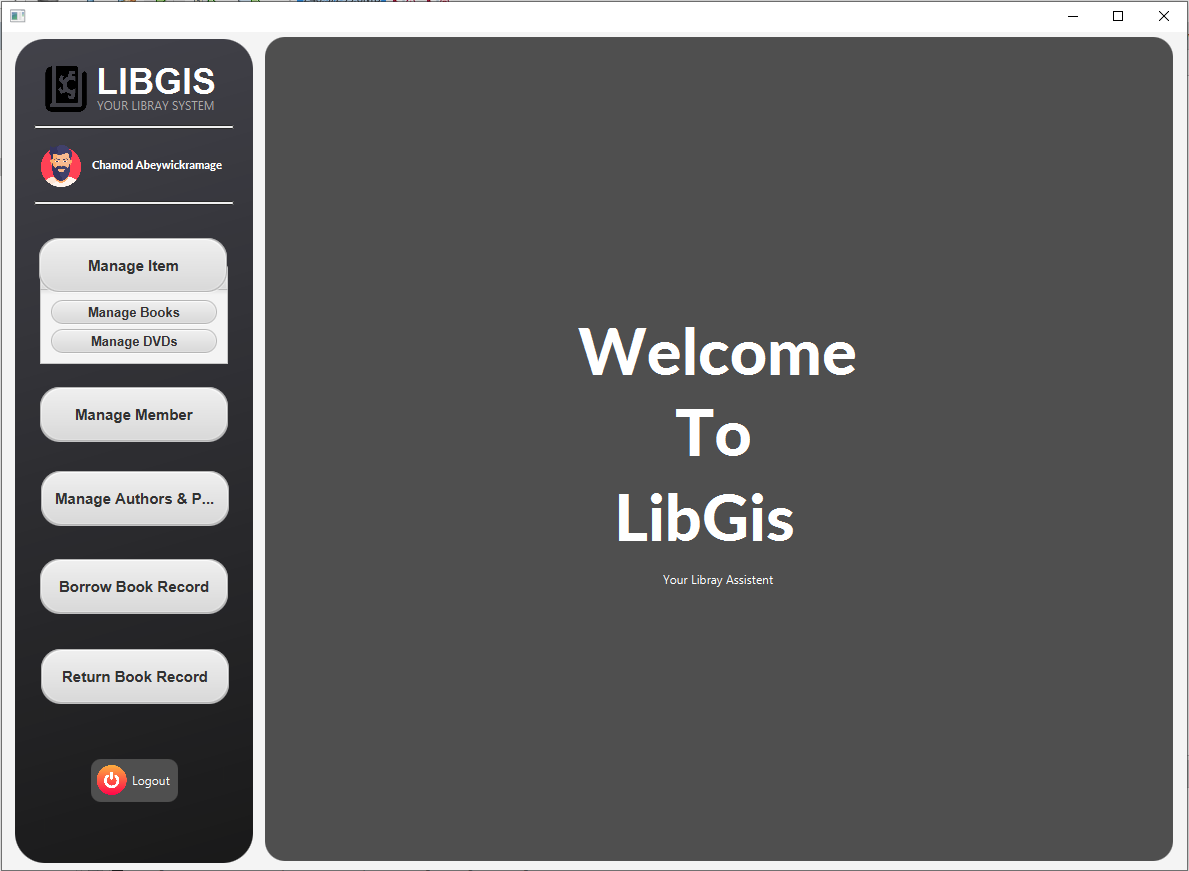 LIBGIS
YOUR LIBRAY SYSTEM
Chamod Abeywickramage
Manage Item
Manage Books
Manage DVDs
Manage Member
Manage Authors & P...
Borrow Book Record
Return Book Record
Logout
Welcome
To
LibGis
Your Libray Assistent